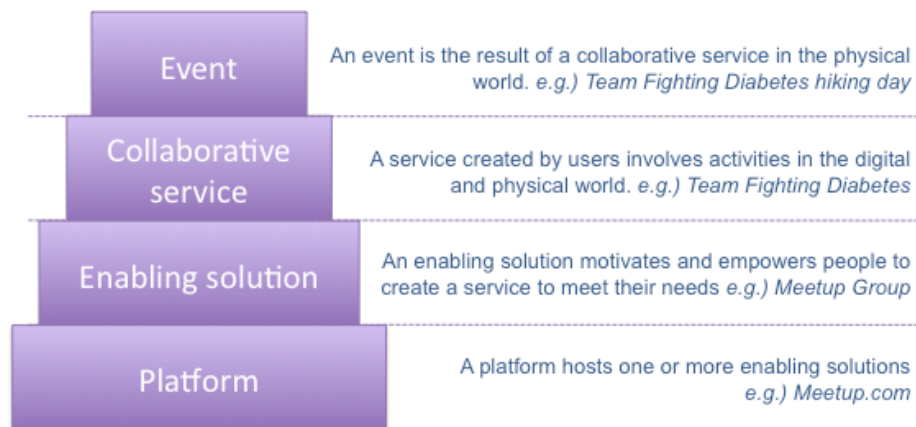 Event
An event is the result of a collaborative service in the physical
world. e.g.) Team Fighting Diabetes hiking day
Collaborative
service
A service created by users involves activities in the digital
and physical world. e.g.) Team Fighting Diabetes
Enabling solution
An enabling solution motivates and empowers people to
create a service to meet their needs e.g.) Meetup Group
Platform
A platform hosts one or more enabling solutions
e.g.) Meetup.com